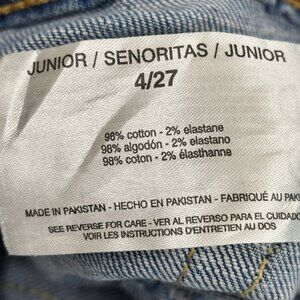 JUNIOR / SENORITAS / JUNIOR
4/27
98% cotton - 2% elastane
98% algodón - 2% elastano
98% coton - 2% élasthanne
MADE IN PAKISTAN - HECHO EN PAKISTAN - FABRIQUÉ AU PAK
SEE REVERSE FOR CARE - VER AL REVERSO PARA EL CUIDADO
VOIR LES INSTRUCTIONS D'ENTRETIEN AU DOS